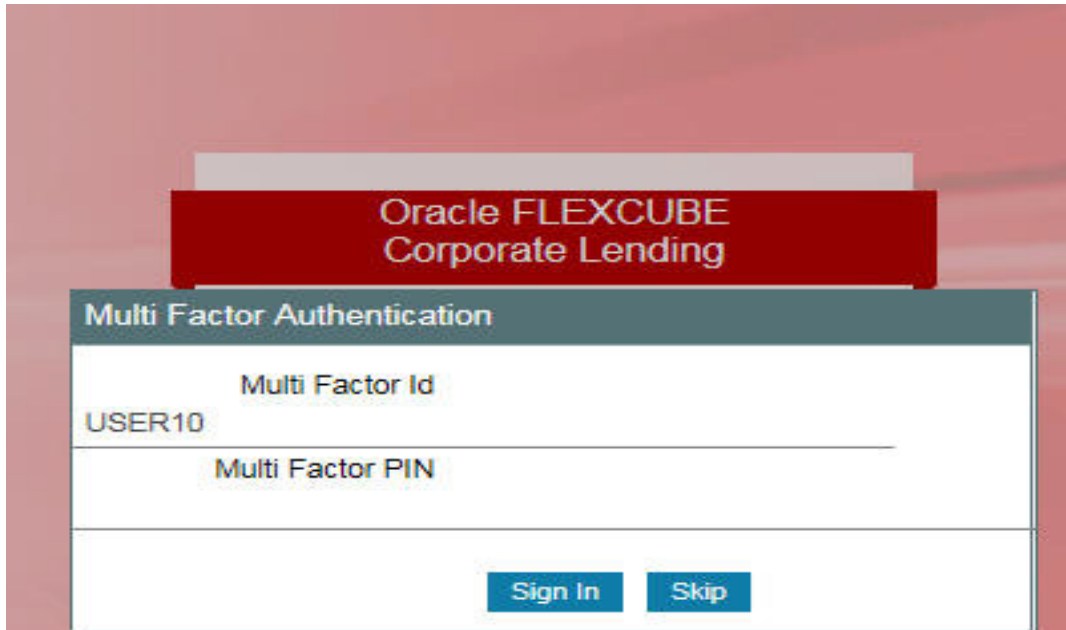 Oracle FLEXCUBE
Corporate Lending
Multi Factor Authentication
Multi Factor Id
USER10
Multi Factor PIN
Sign In Skip